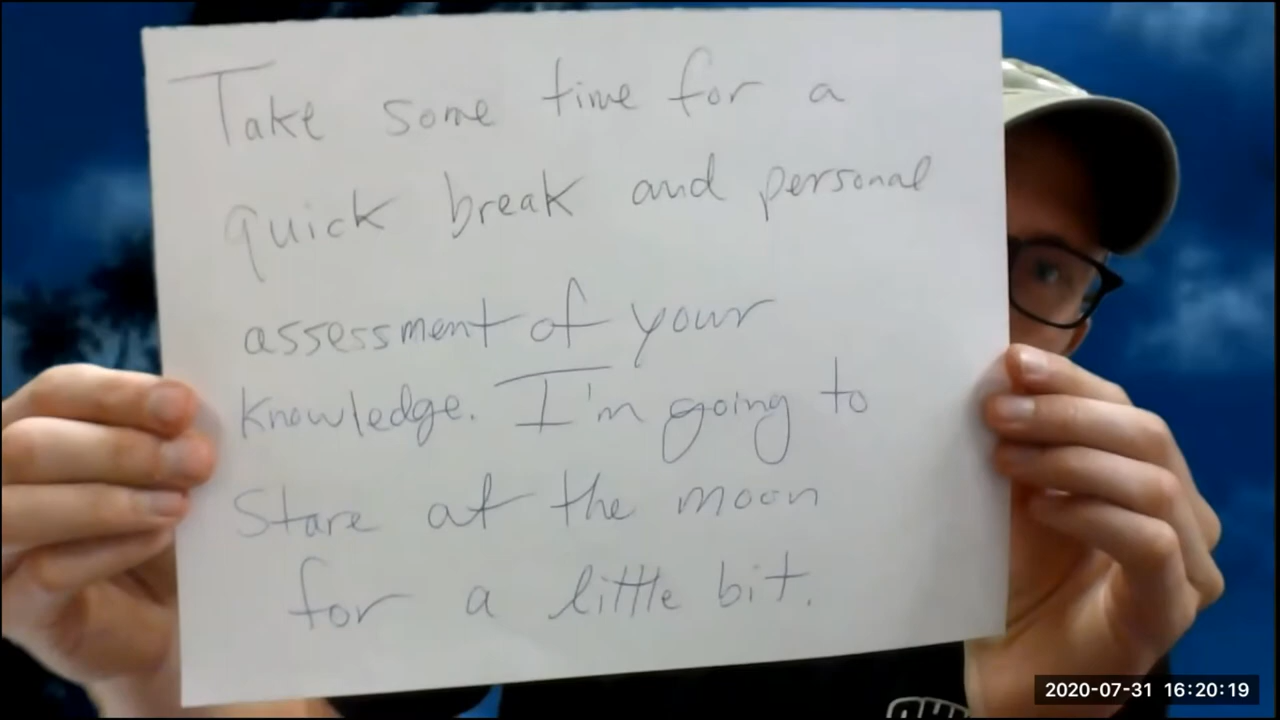 Take some time for a
quick break and personal
assessment of your
knowledge. I'm going to
stare at the moon
for a little bit.
2020-07-31 16:20:19